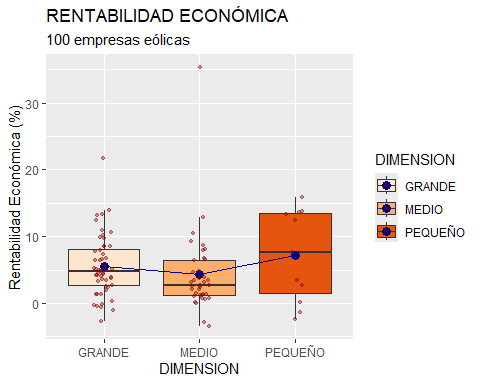 RENTABILIDAD ECONÓMICA
100 empresas eólicas
Rentabilidad Económica (%)
30
20
10
0
GRANDE
MEDIO
PEQUEÑO
DIMENSION
DIMENSION
GRANDE
MEDIO
PEQUEÑO